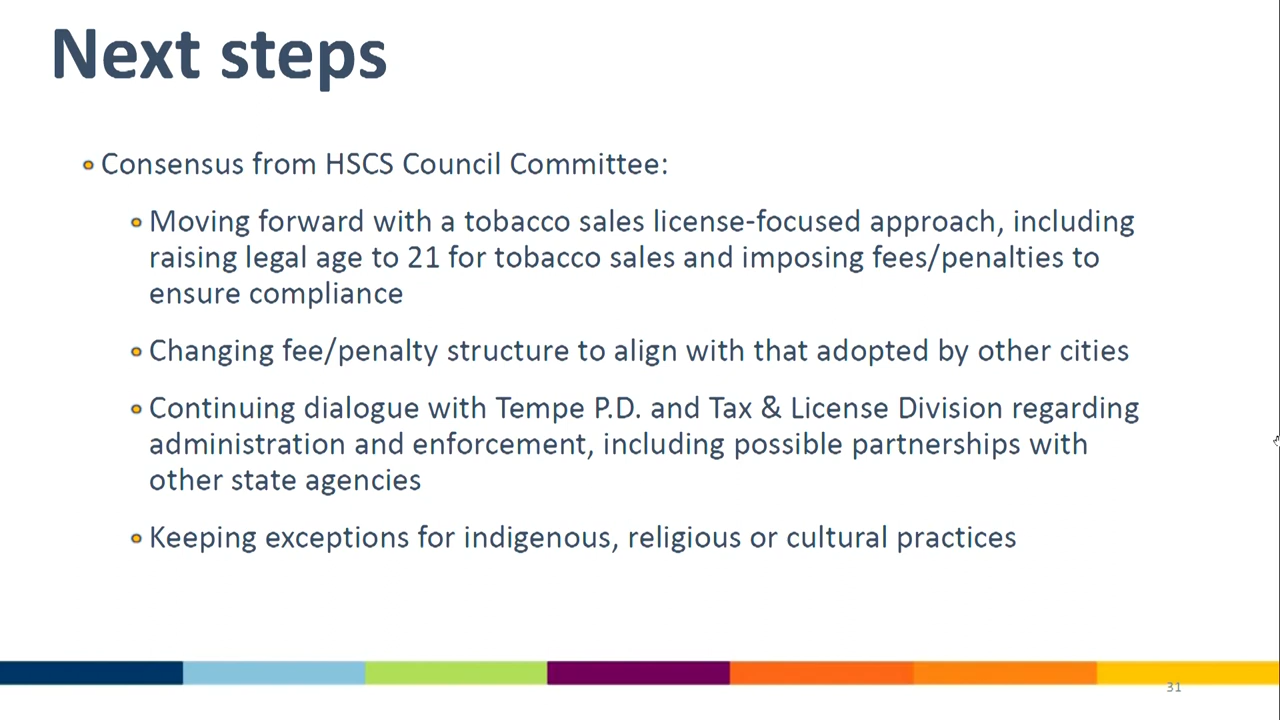 Next steps
Consensus from HSCS Council Committee:
Moving forward with a tobacco sales license-focused approach, including
raising legal age to 21 for tobacco sales and imposing fees/penalties to
ensure compliance
Changing fee/penalty structure to align with that adopted by other cities
Continuing dialogue with Tempe P.D. and Tax & License Division regarding
administration and enforcement, including possible partnerships with
other state agencies
Keeping exceptions for indigenous, religious or cultural practices
31